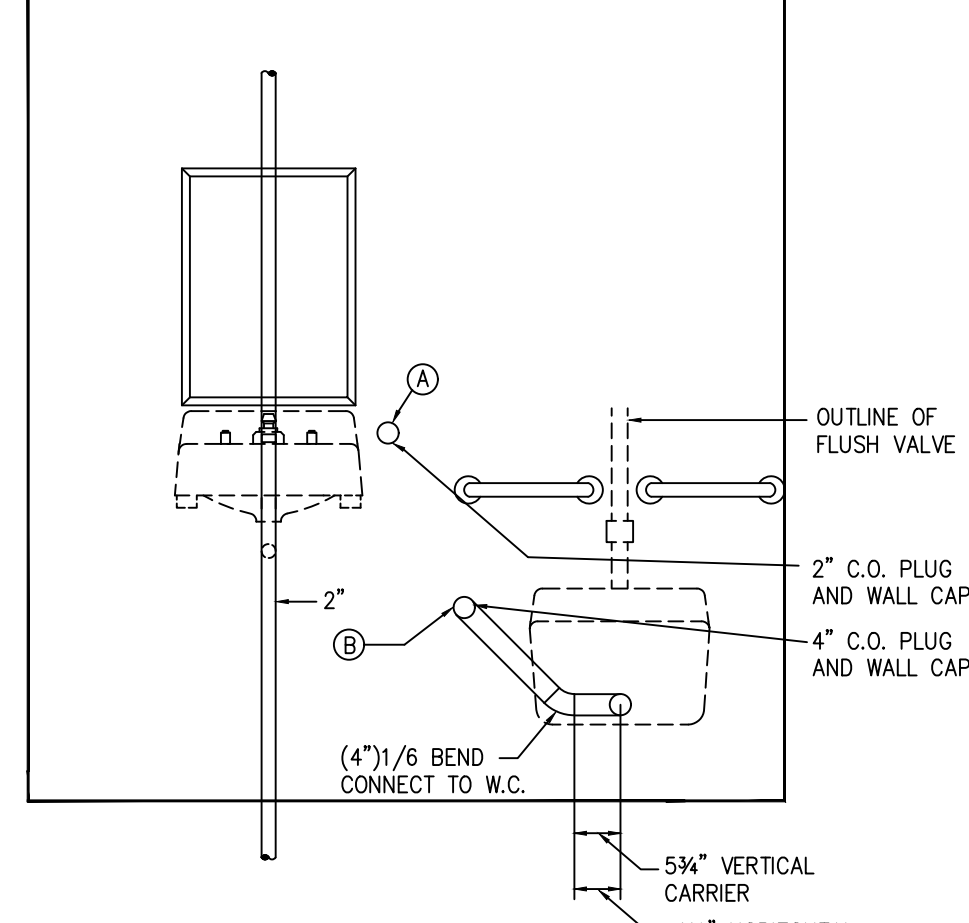 A
OUTLINE OF
FLUSH VALVE
2" C.O. PLUG
AND WALL CAP
2"
4" C.O. PLUG
AND WALL CAP
B
(4")1/6 BEND
CONNECT TO W.C.
5¾" VERTICAL
CARRIER